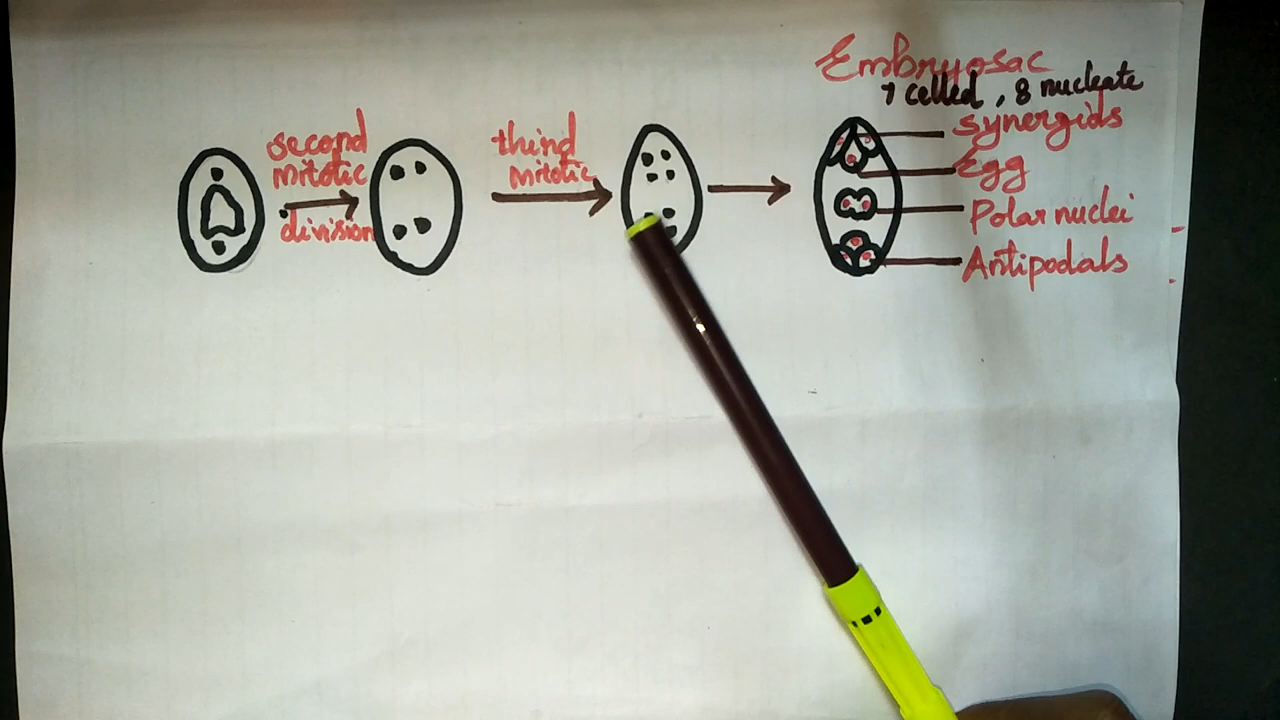 Embryosac
7 celled, 8 nucleate
second
mitotic
division
third
mitotic
synergids
Egg
Polar nuclei
Antipodals